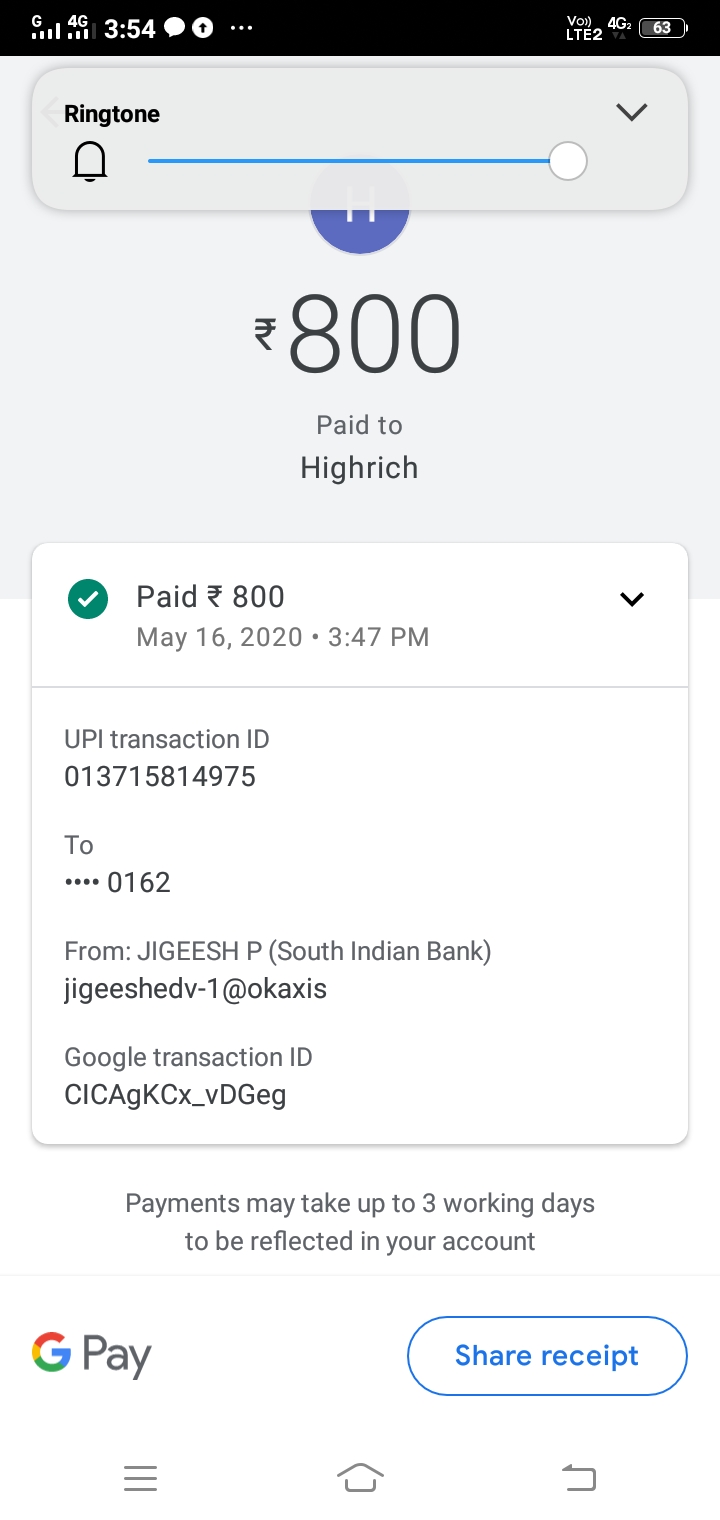 G 4G 3:54 ... Vo)) LTE2 4G2 63
Ringtone
H
₹800
Paid to
Highrich
Paid ₹ 800
May 16, 2020 • 3:47 PM
UPI transaction ID
013715814975
To
•••• 0162
From: JIGEESH P (South Indian Bank)
jigeeshedv-1@okaxis
Google transaction ID
CICAgKCx_vDGeg
Payments may take up to 3 working days
to be reflected in your account
G Pay
Share receipt